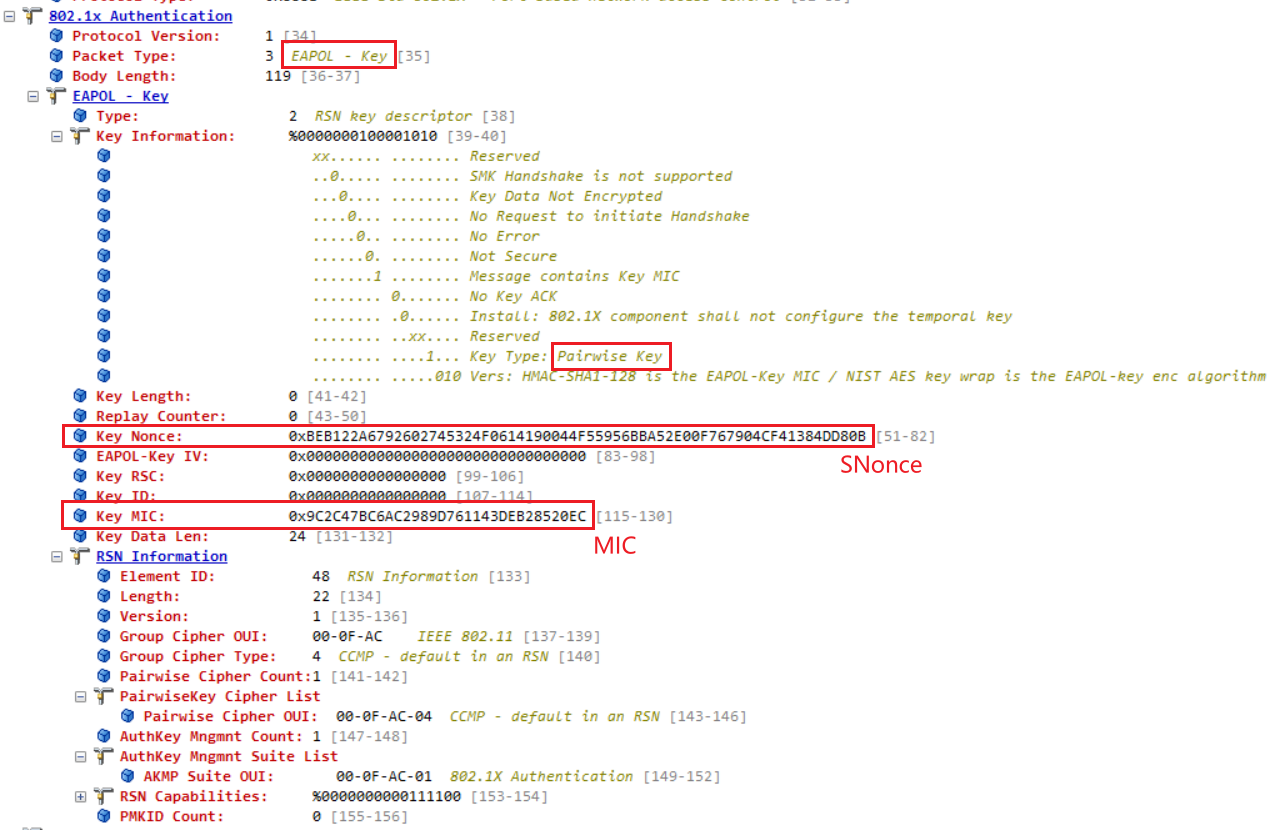 802.1x Authentication
Protocol Version: 1 [34]
Packet Type: 3 EAPOL - Key [35]
Body Length: 119 [36-37]
EAPOL - Key
Type: 2 RSN key descriptor [38]
Key Information: %0000000100001010 [39-40]
xx...... ........ Reserved
..0..... ........ SMK Handshake is not supported
...0.... ........ Key Data Not Encrypted
....0... ........ No Request to initiate Handshake
.....0.. ........ No Error
......0. ........ Not Secure
.......1 ........ Message contains Key MIC
........ 0....... No Key ACK
........ .0...... Install: 802.1X component shall not configure the temporal key
........ ..xx.... Reserved
........ ....1... Key Type: Pairwise Key
........ .....010 Vers: HMAC-SHA1-128 is the EAPOL-Key MIC / NIST AES key wrap is the EAPOL-key enc algorithm
Key Length: 0 [41-42]
Replay Counter: 0 [43-50]
Key Nonce: 0xBEB122A6792602745324F0614190044F55956BBA52E00F767904CF41384DD80B [51-82]
EAPOL-Key IV: 0x00000000000000000000000000000000 [83-98]
SNonce
Key RSC: 0x0000000000000000 [99-106]
Key ID: 0x0000000000000000 [107-114]
Key MIC: 0x9C2C47BC6AC2989D761143DEB28520EC [115-130]
Key Data Len: 24 [131-132]
MIC
RSN Information
Element ID: 48 RSN Information [133]
Length: 22 [134]
Version: 1 [135-136]
Group Cipher OUI: 00-0F-AC IEEE 802.11 [137-139]
Group Cipher Type: 4 CCMP - default in an RSN [140]
Pairwise Cipher Count:1 [141-142]
PairwiseKey Cipher List
Pairwise Cipher OUI: 00-0F-AC-04 CCMP - default in an RSN [143-146]
AuthKey Mngmnt Count: 1 [147-148]
AuthKey Mngmnt Suite List
AKMP Suite OUI: 00-0F-AC-01 802.1X Authentication [149-152]
RSN Capabilities: %0000000000111100 [153-154]
PMKID Count: 0 [155-156]